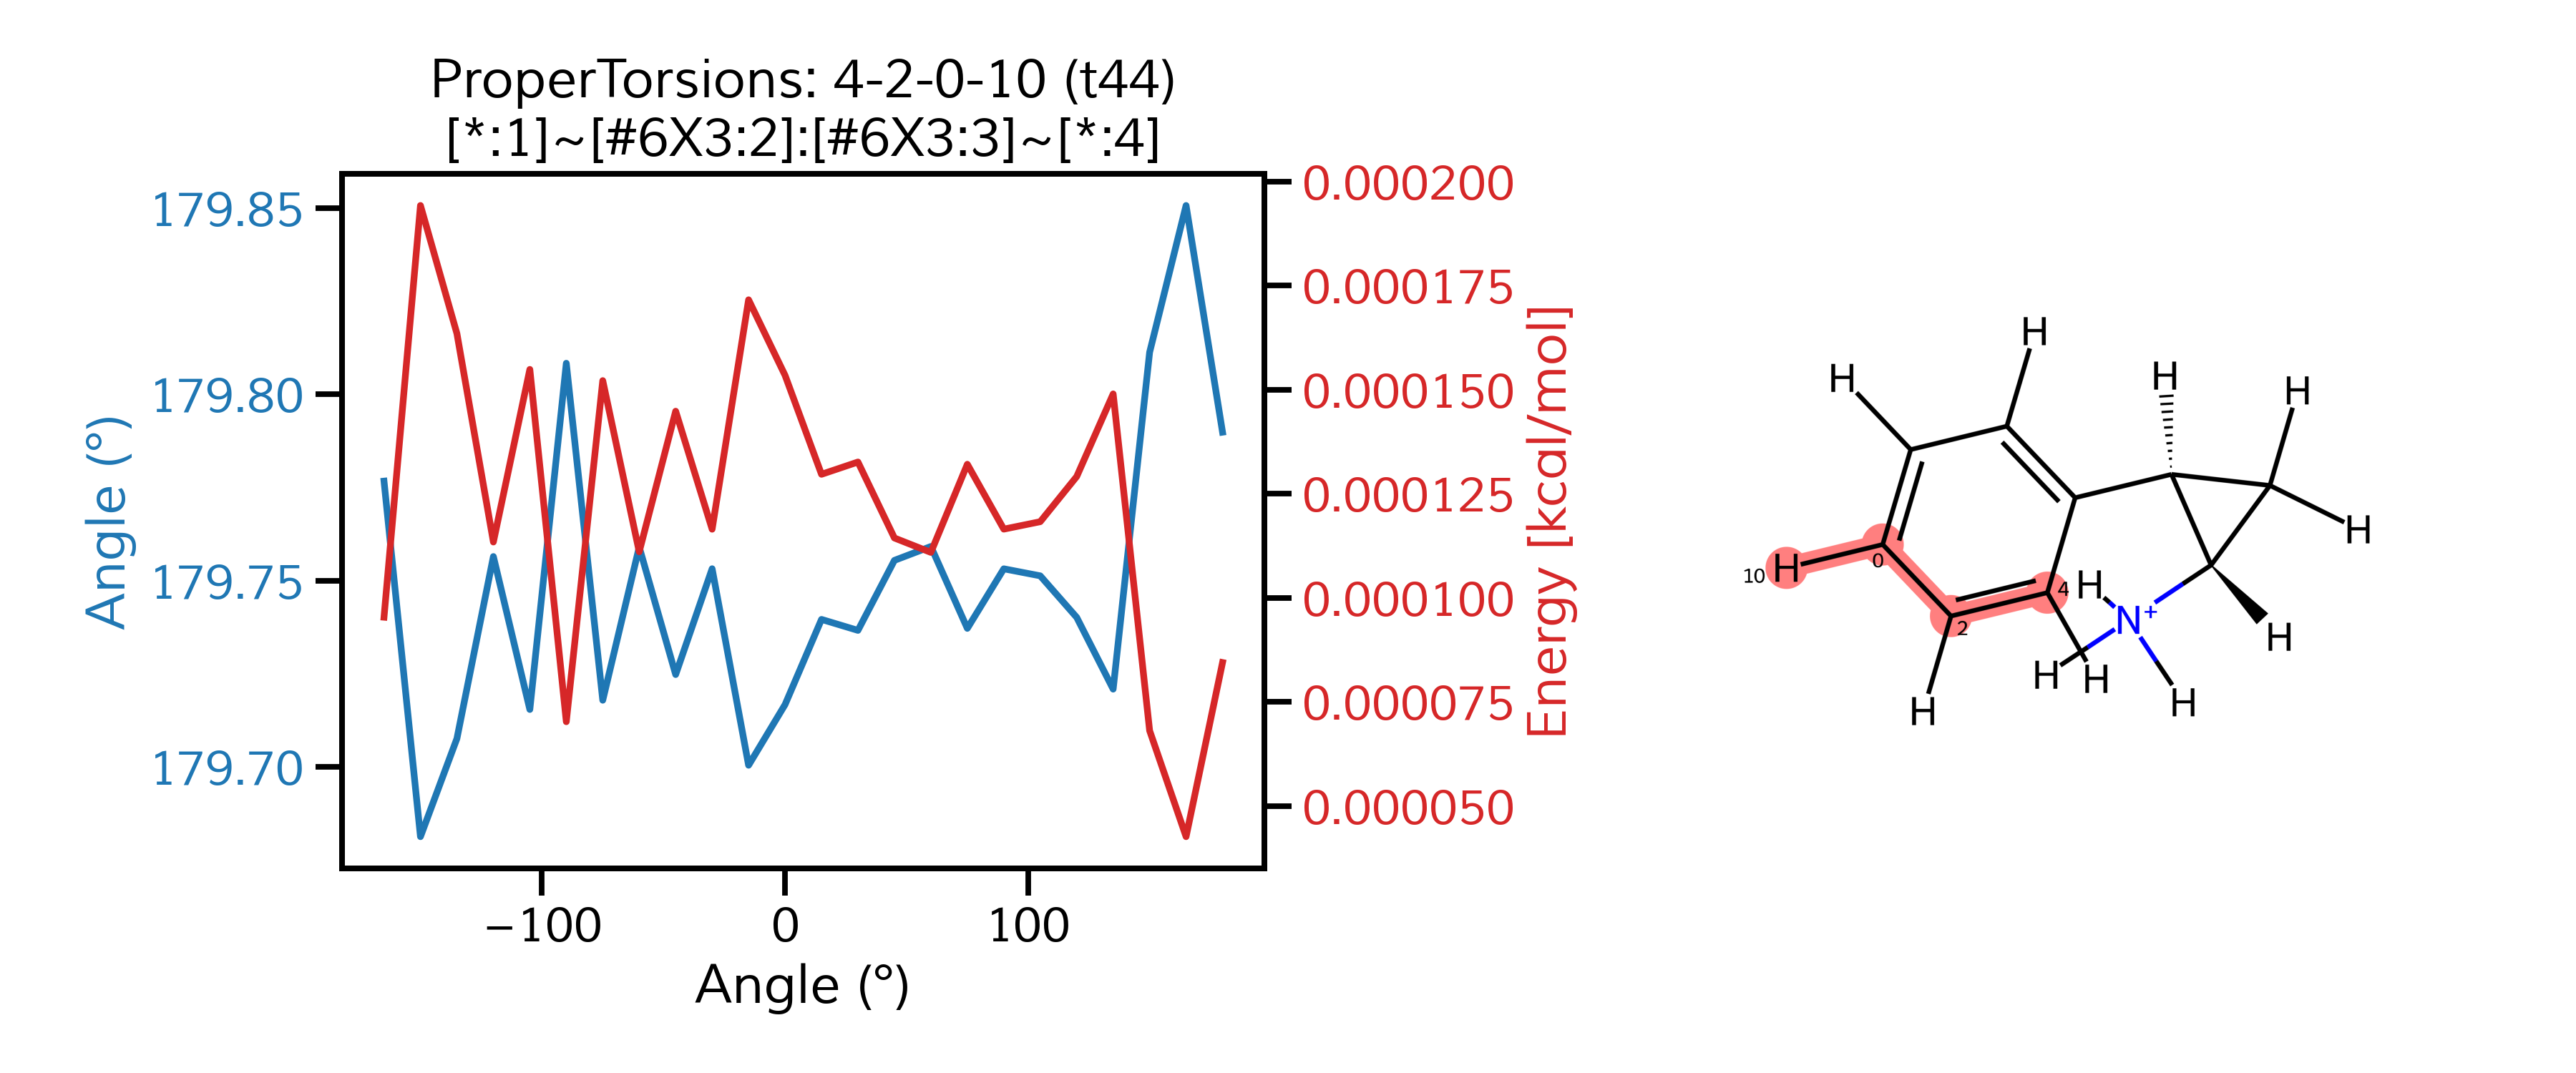 ProperTorsions: 4-2-0-10 (t44)
[*:1]~[#6X3:2]:[#6X3:3]~[*:4]
179.85
179.80
179.75
179.70
Angle (°)
0.000200
0.000175
0.000150
0.000125
0.000100
0.000075
0.000050
Energy [kcal/mol]
−100 0 100
Angle (°)
H
H H H
H
10 H 0
4 H
2 N+
H
H H H
H